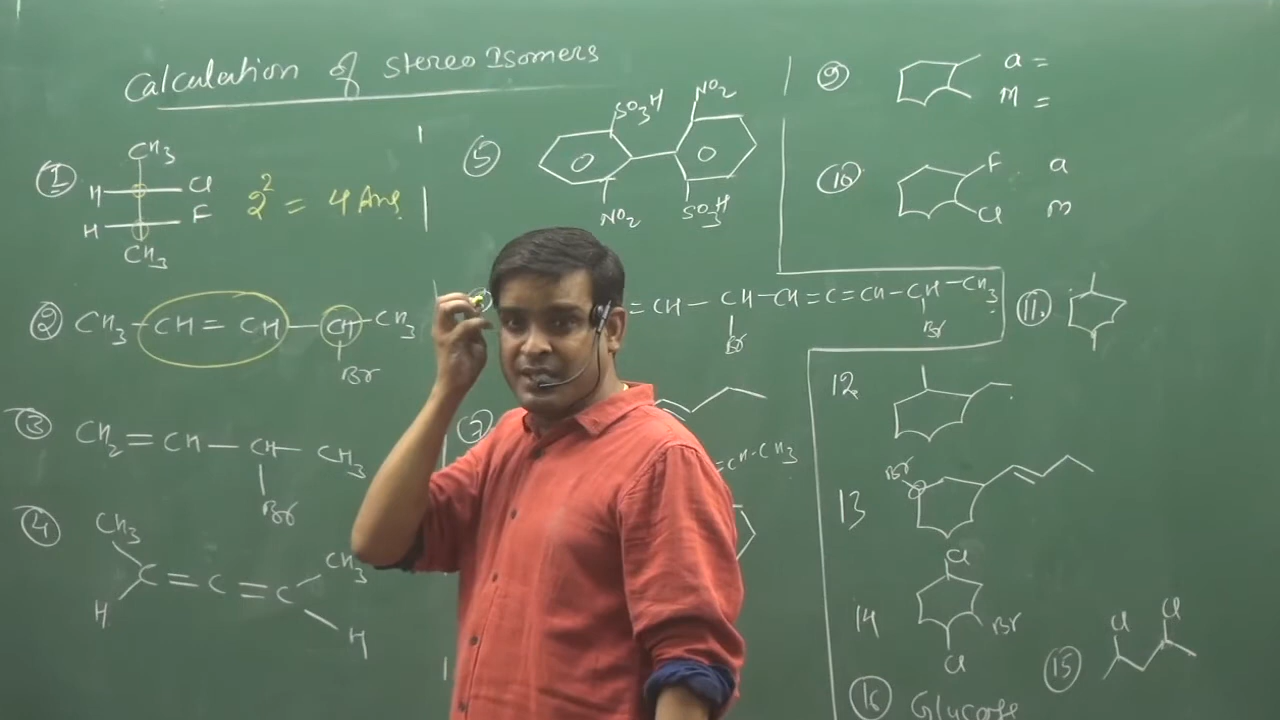 Calculation of stereo Isomers
①
CH3
H Cl
H F
CH3
2² = 4 Ans.
② CH3 - CH = CH - CH - CH3
Br
③ CH2 = CH - CH - CH3
Br
④ CH3
C = C = C
CH3
H
H
⑤
SO3H
NO2
NO2
SO3H
= CH - CH - CH = C = CH - CH - CH3
Br
Br
⑦
= CH - CH3
⑨ a =
m =
⑩ F a
Cl m
⑪.
12.
13 Br
14 Cl
Br
Cl
⑮ Cl Cl
⑯ Glucose